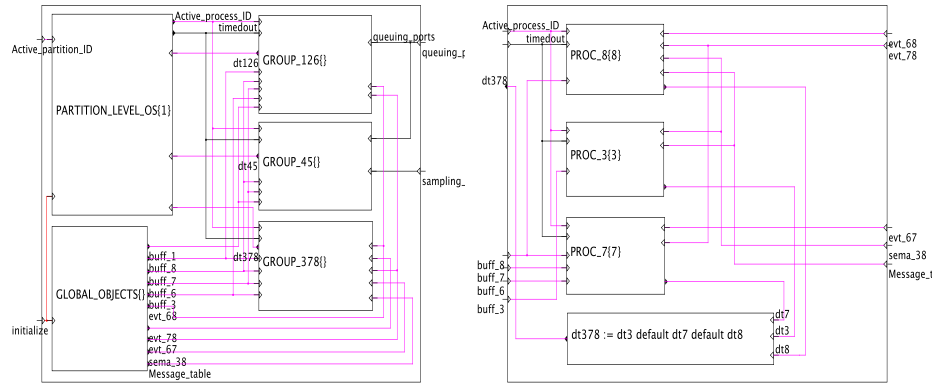 Active_process_ID
timedout
queuing_ports
queuing_p
Active_partition_ID
dt126
GROUP_126{}
PARTITION_LEVEL_OS{1}
dt45
GROUP_45{}
sampling_
dt378
GROUP_378{}
GLOBAL_OBJECTS{}
buff_1
buff_8
buff_7
buff_6
buff_3
evt_68
initialize
evt_78
evt_67
sema_38
Message_table
Active_process_ID
timedout
dt378
PROC_8{8}
evt_68
evt_78
PROC_3{3}
PROC_7{7}
evt_67
sema_38
Message_t
buff_8
buff_7
buff_6
buff_3
dt7
dt378 := dt3 default dt7 default dt8
dt3
dt8